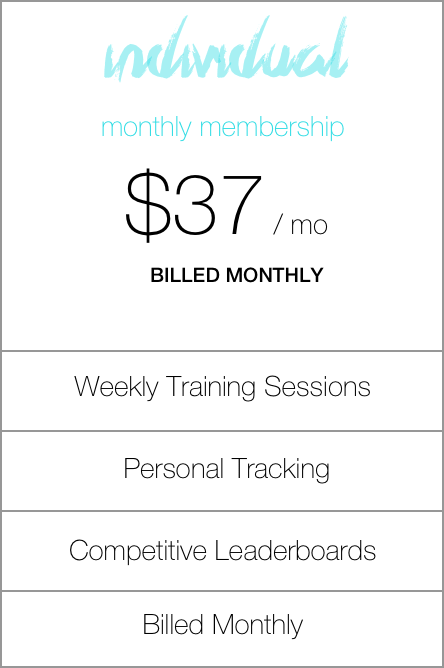 individual
monthly membership
$37 / mo
BILLED MONTHLY
Weekly Training Sessions
Personal Tracking
Competitive Leaderboards
Billed Monthly